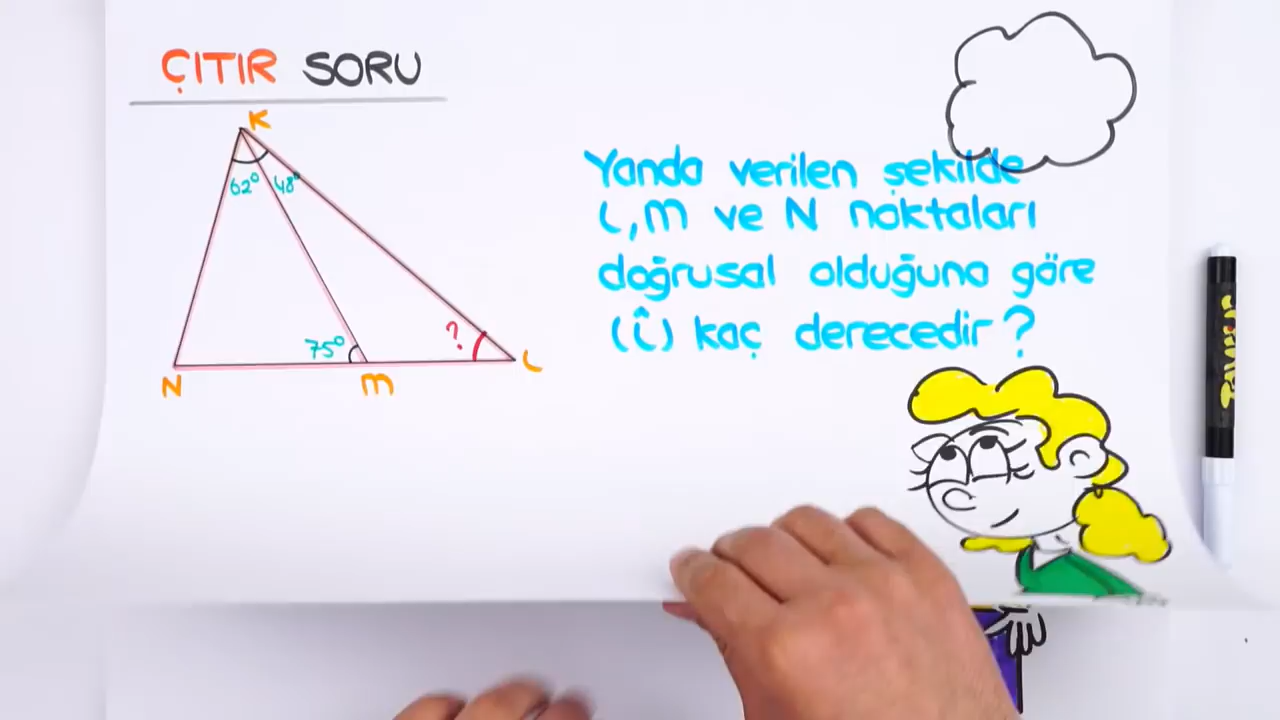 ÇITIR SORU
K
62° 48°
75° ?
N M L
Yanda verilen şekilde
L, M ve N noktaları
doğrusal olduğuna göre
(L̂) kaç derecedir?